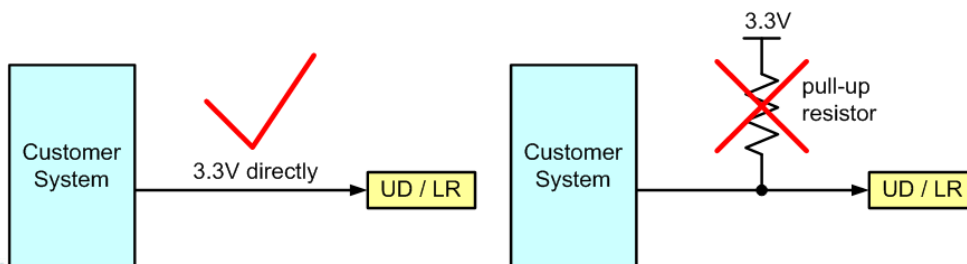 Customer
System
3.3V directly
UD / LR
3.3V
pull-up
resistor
Customer
System
UD / LR